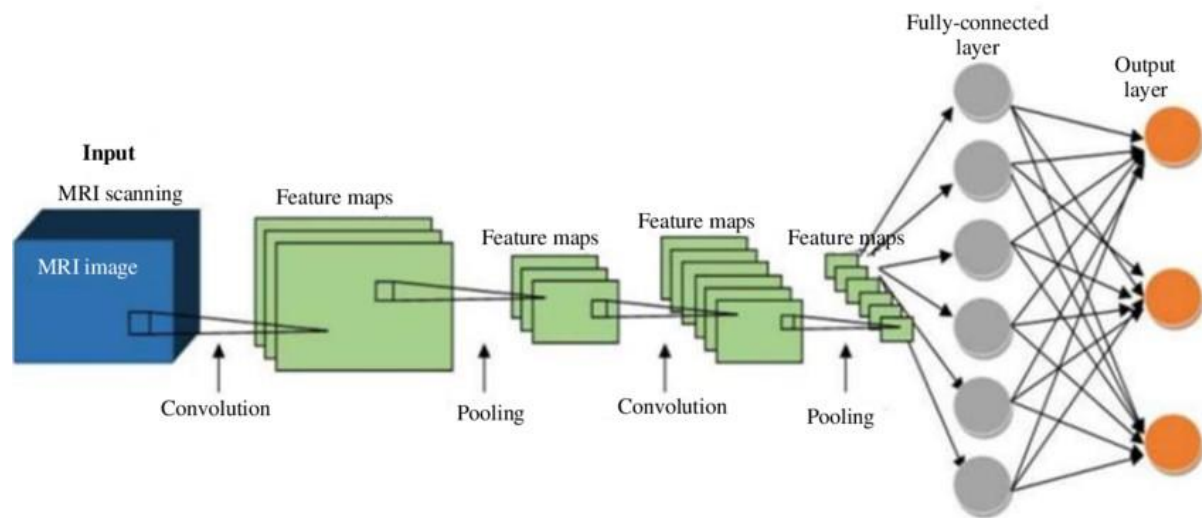 Fully-connected
layer
Output
layer
Input
MRI scanning
Feature maps
Feature maps
Feature maps
Feature maps
MRI image
Convolution
Pooling
Convolution
Pooling